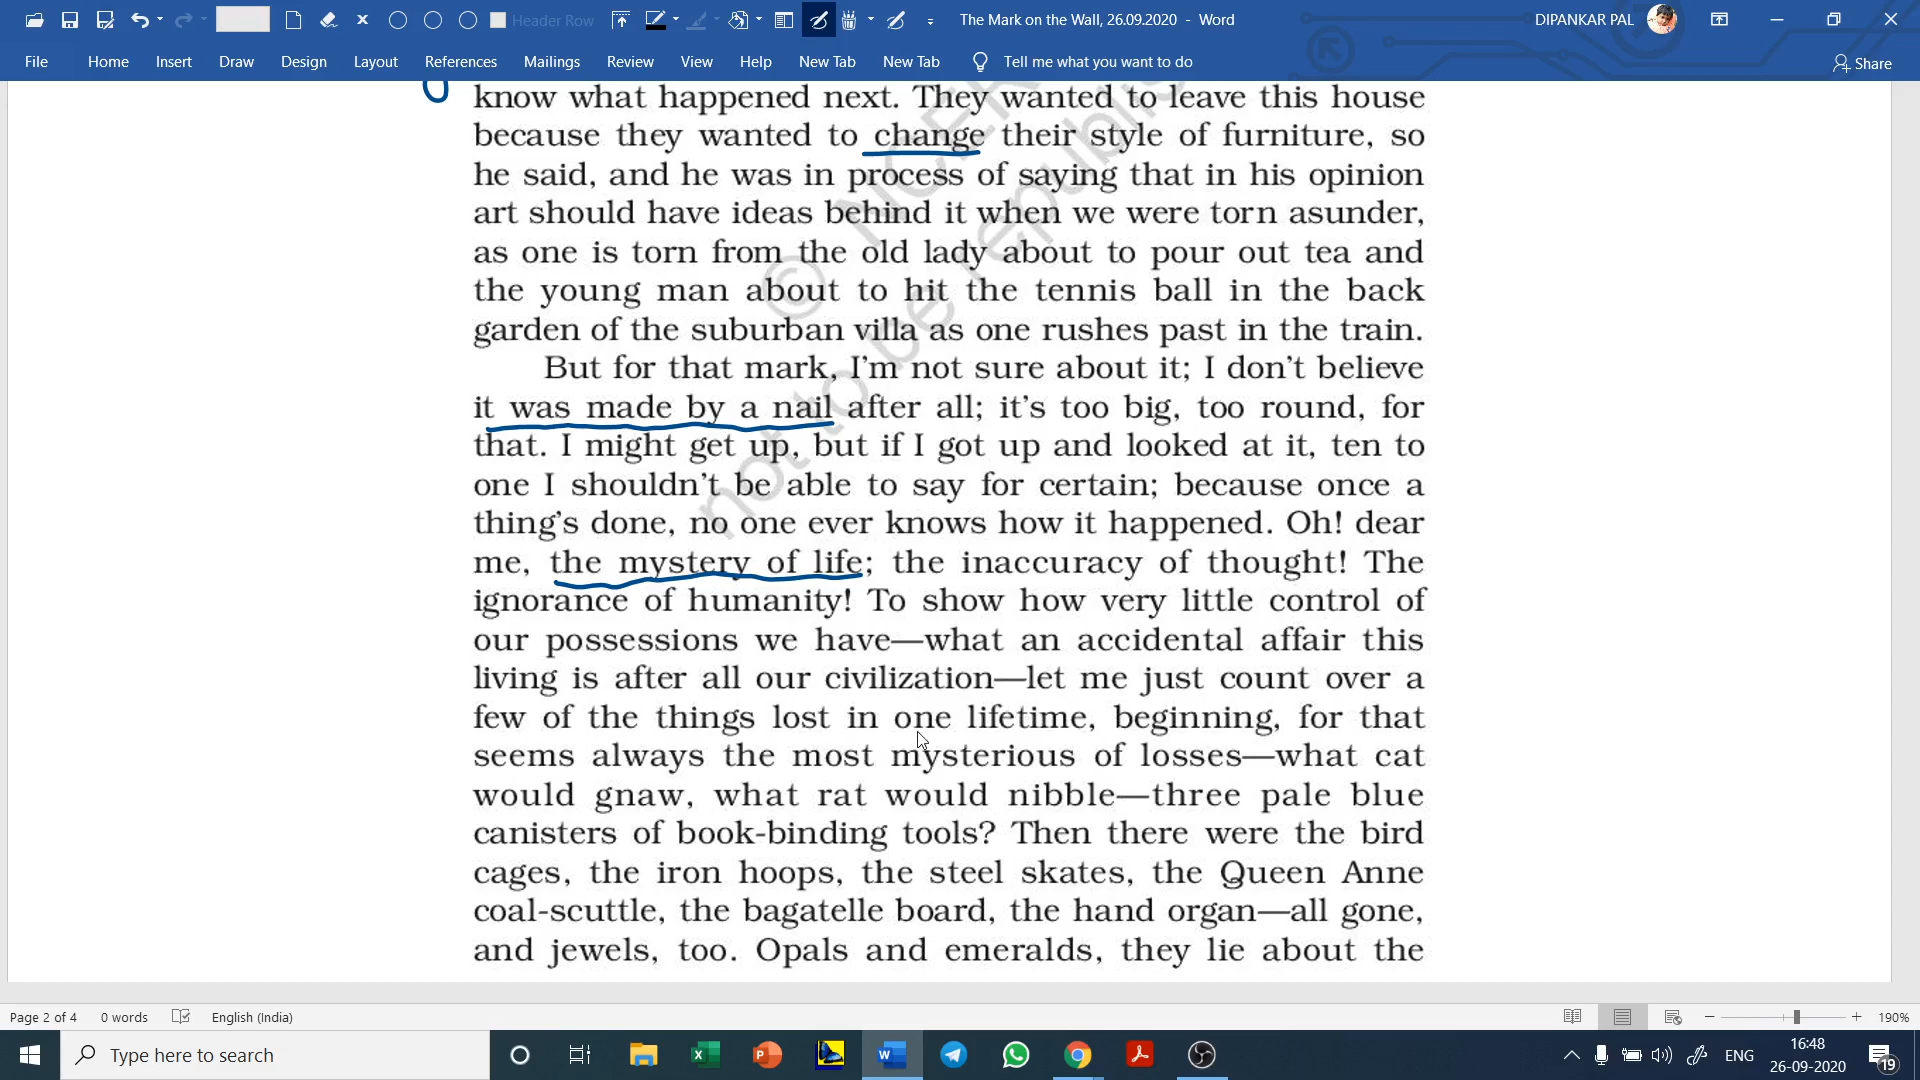 Header Row
The Mark on the Wall, 26.09.2020 - Word
DIPANKAR PAL
File Home Insert Draw Design Layout References Mailings Review View Help New Tab New Tab Tell me what you want to do
Share
know what happened next. They wanted to leave this house
because they wanted to change their style of furniture, so
he said, and he was in process of saying that in his opinion
art should have ideas behind it when we were torn asunder,
as one is torn from the old lady about to pour out tea and
the young man about to hit the tennis ball in the back
garden of the suburban villa as one rushes past in the train.
But for that mark, I'm not sure about it; I don't believe
it was made by a nail after all; it's too big, too round, for
that. I might get up, but if I got up and looked at it, ten to
one I shouldn't be able to say for certain; because once a
thing's done, no one ever knows how it happened. Oh! dear
me, the mystery of life; the inaccuracy of thought! The
ignorance of humanity! To show how very little control of
our possessions we have—what an accidental affair this
living is after all our civilization—let me just count over a
few of the things lost in one lifetime, beginning, for that
seems always the most mysterious of losses—what cat
would gnaw, what rat would nibble—three pale blue
canisters of book-binding tools? Then there were the bird
cages, the iron hoops, the steel skates, the Queen Anne
coal-scuttle, the bagatelle board, the hand organ—all gone,
and jewels, too. Opals and emeralds, they lie about the
© NCER
not to be republis
Page 2 of 4 0 words English (India)
190%
Type here to search
ENG
16:48
26-09-2020
19